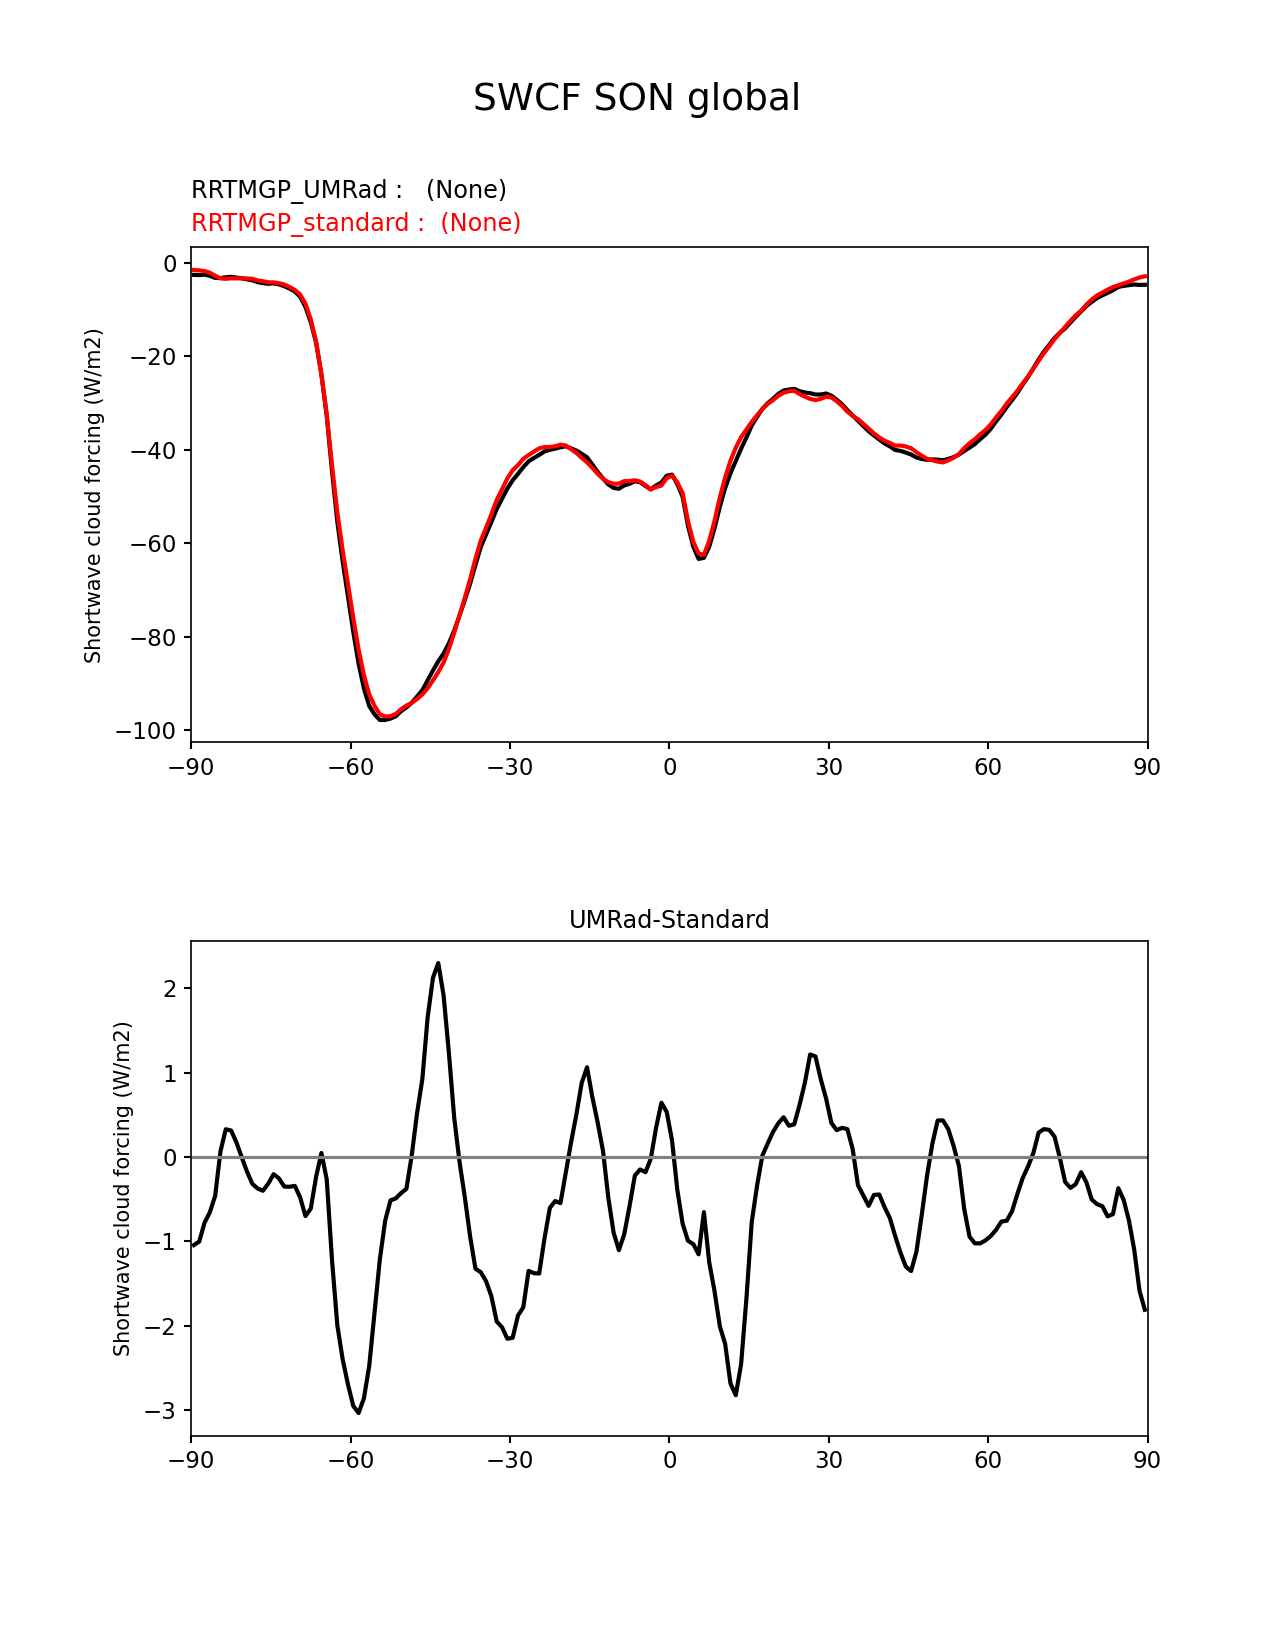 SWCF SON global
RRTMGP_UMRad :   (None)
RRTMGP_standard :  (None)
0
−20
−40
−60
−80
−100
Shortwave cloud forcing (W/m2)
−90 −60 −30 0 30 60 90
UMRad-Standard
2
1
0
−1
−2
−3
Shortwave cloud forcing (W/m2)
−90 −60 −30 0 30 60 90